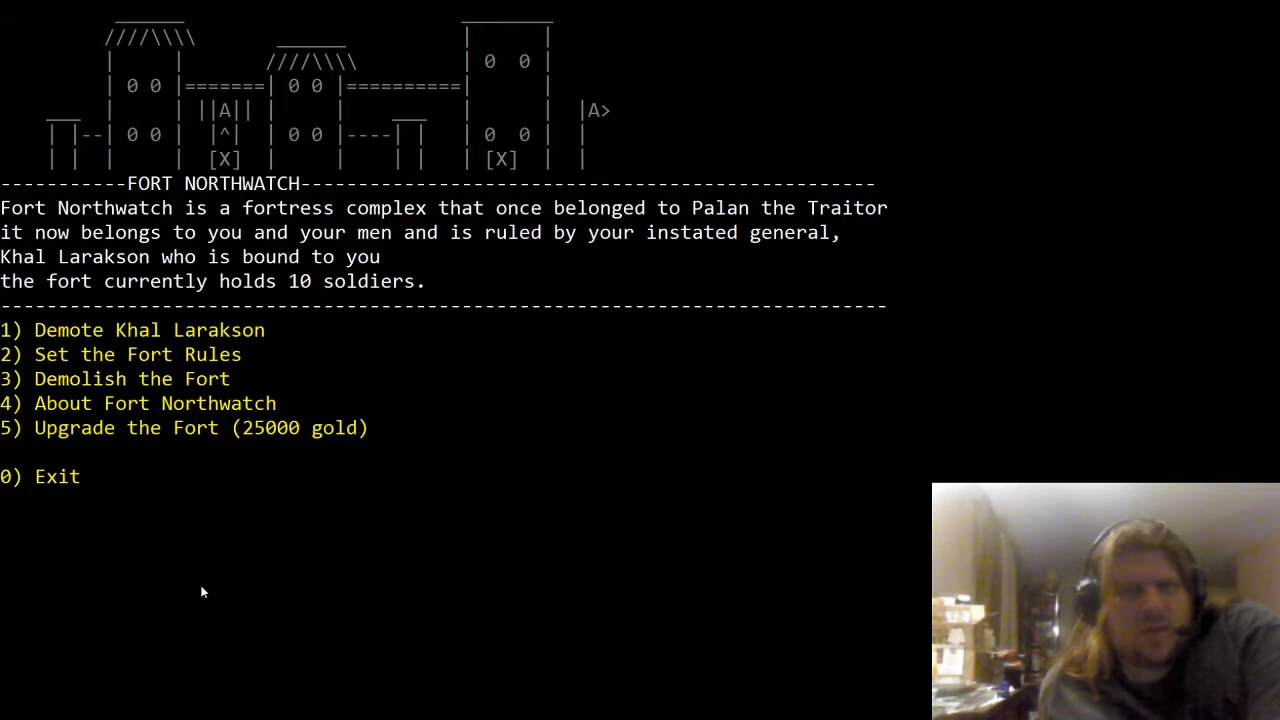 -----------FORT NORTHWATCH--------------------------------------------------
Fort Northwatch is a fortress complex that once belonged to Palan the Traitor
it now belongs to you and your men and is ruled by your instated general,
Khal Larakson who is bound to you
the fort currently holds 10 soldiers.
-----------------------------------------------------------------------------
1) Demote Khal Larakson
2) Set the Fort Rules
3) Demolish the Fort
4) About Fort Northwatch
5) Upgrade the Fort (25000 gold)
0) Exit